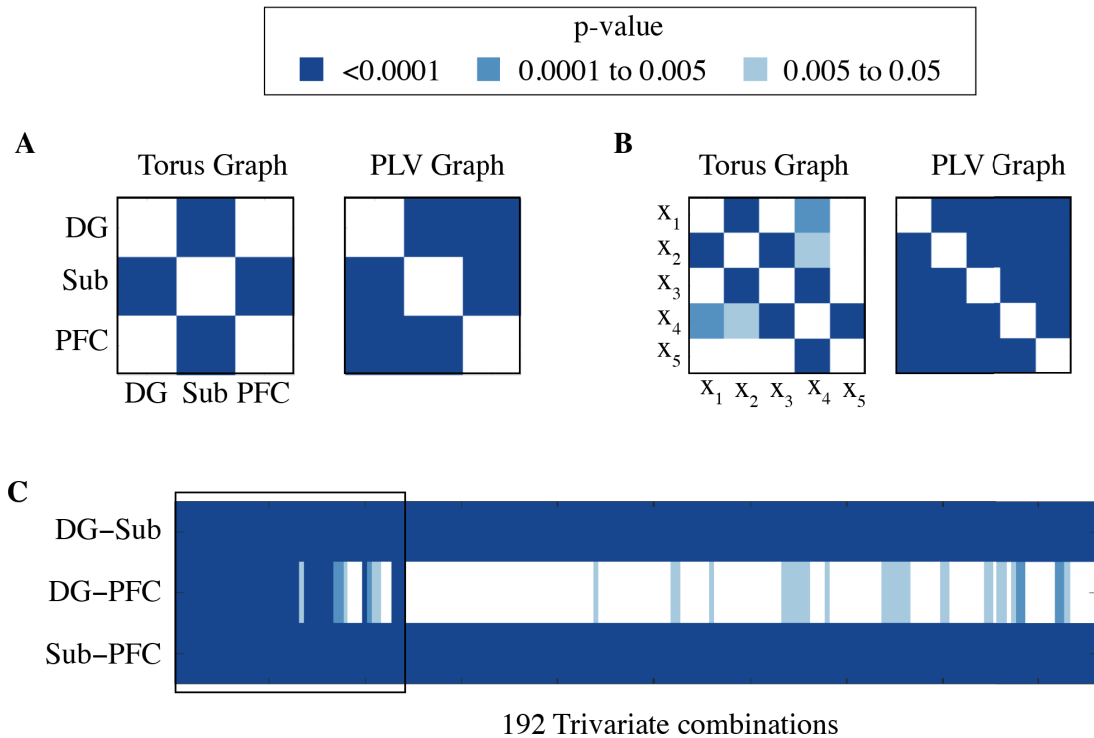 p-value
<0.0001 0.0001 to 0.005 0.005 to 0.05
A
Torus Graph PLV Graph
DG
Sub
PFC
DG Sub PFC
B
Torus Graph PLV Graph
x₁
x₂
x₃
x₄
x₅
x₁ x₂ x₃ x₄ x₅
C
DG–Sub
DG–PFC
Sub–PFC
192 Trivariate combinations